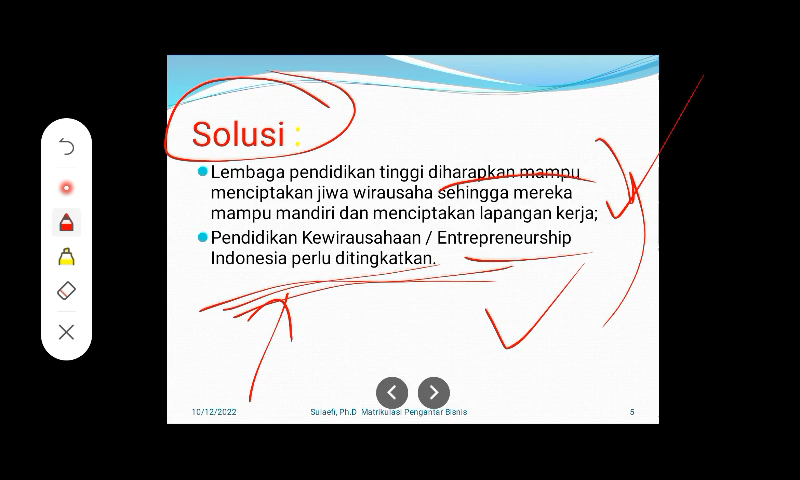 Solusi :
Lembaga pendidikan tinggi diharapkan mampu
menciptakan jiwa wirausaha sehingga mereka
mampu mandiri dan menciptakan lapangan kerja;
Pendidikan Kewirausahaan / Entrepreneurship
Indonesia perlu ditingkatkan.
10/12/2022 Sulaefi, Ph.D Matrikulasi Pengantar Bisnis 5